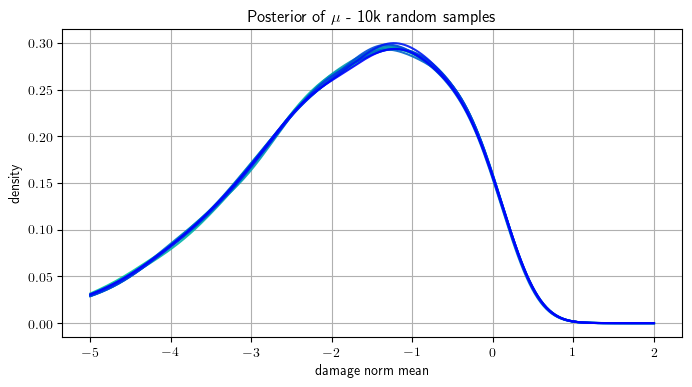 Posterior of μ - 10k random samples
0.30
0.25
0.20
0.15
0.10
0.05
0.00
density
−5 −4 −3 −2 −1 0 1 2
damage norm mean